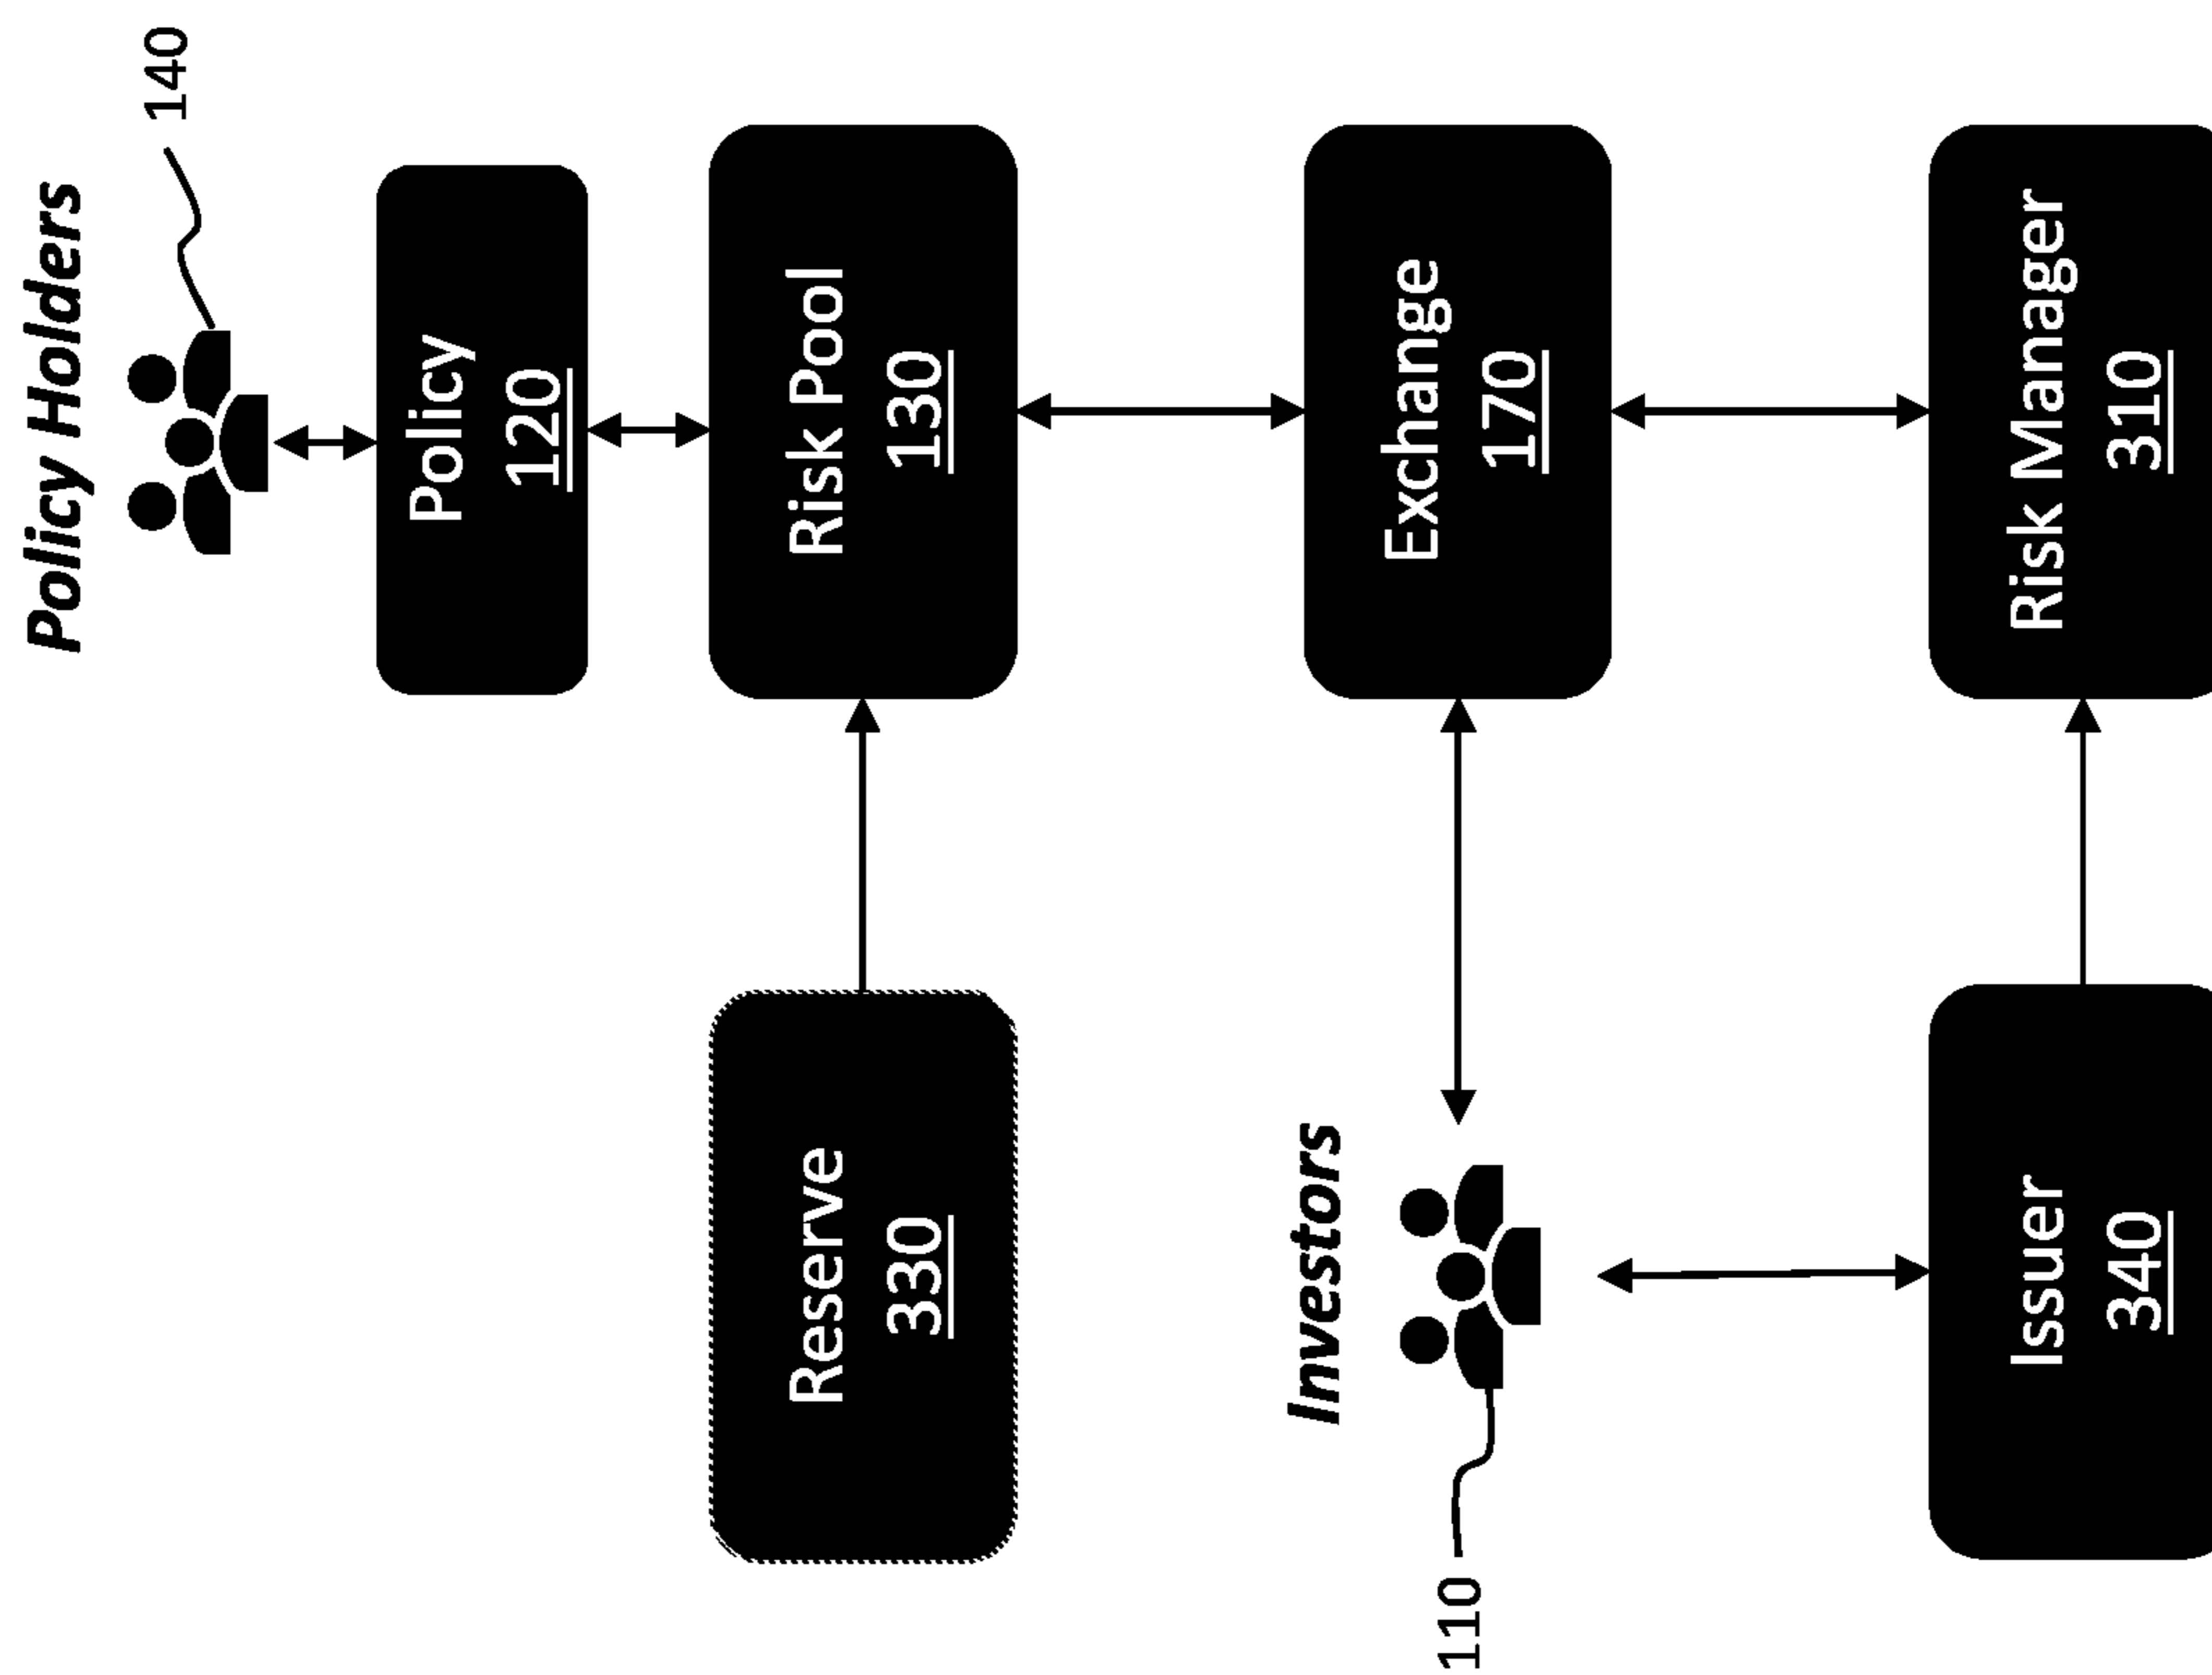 Policy Holders
140
Policy
120
Reserve
330
Risk Pool
130
Investors
110
Exchange
170
Issuer
340
Risk Manager
310